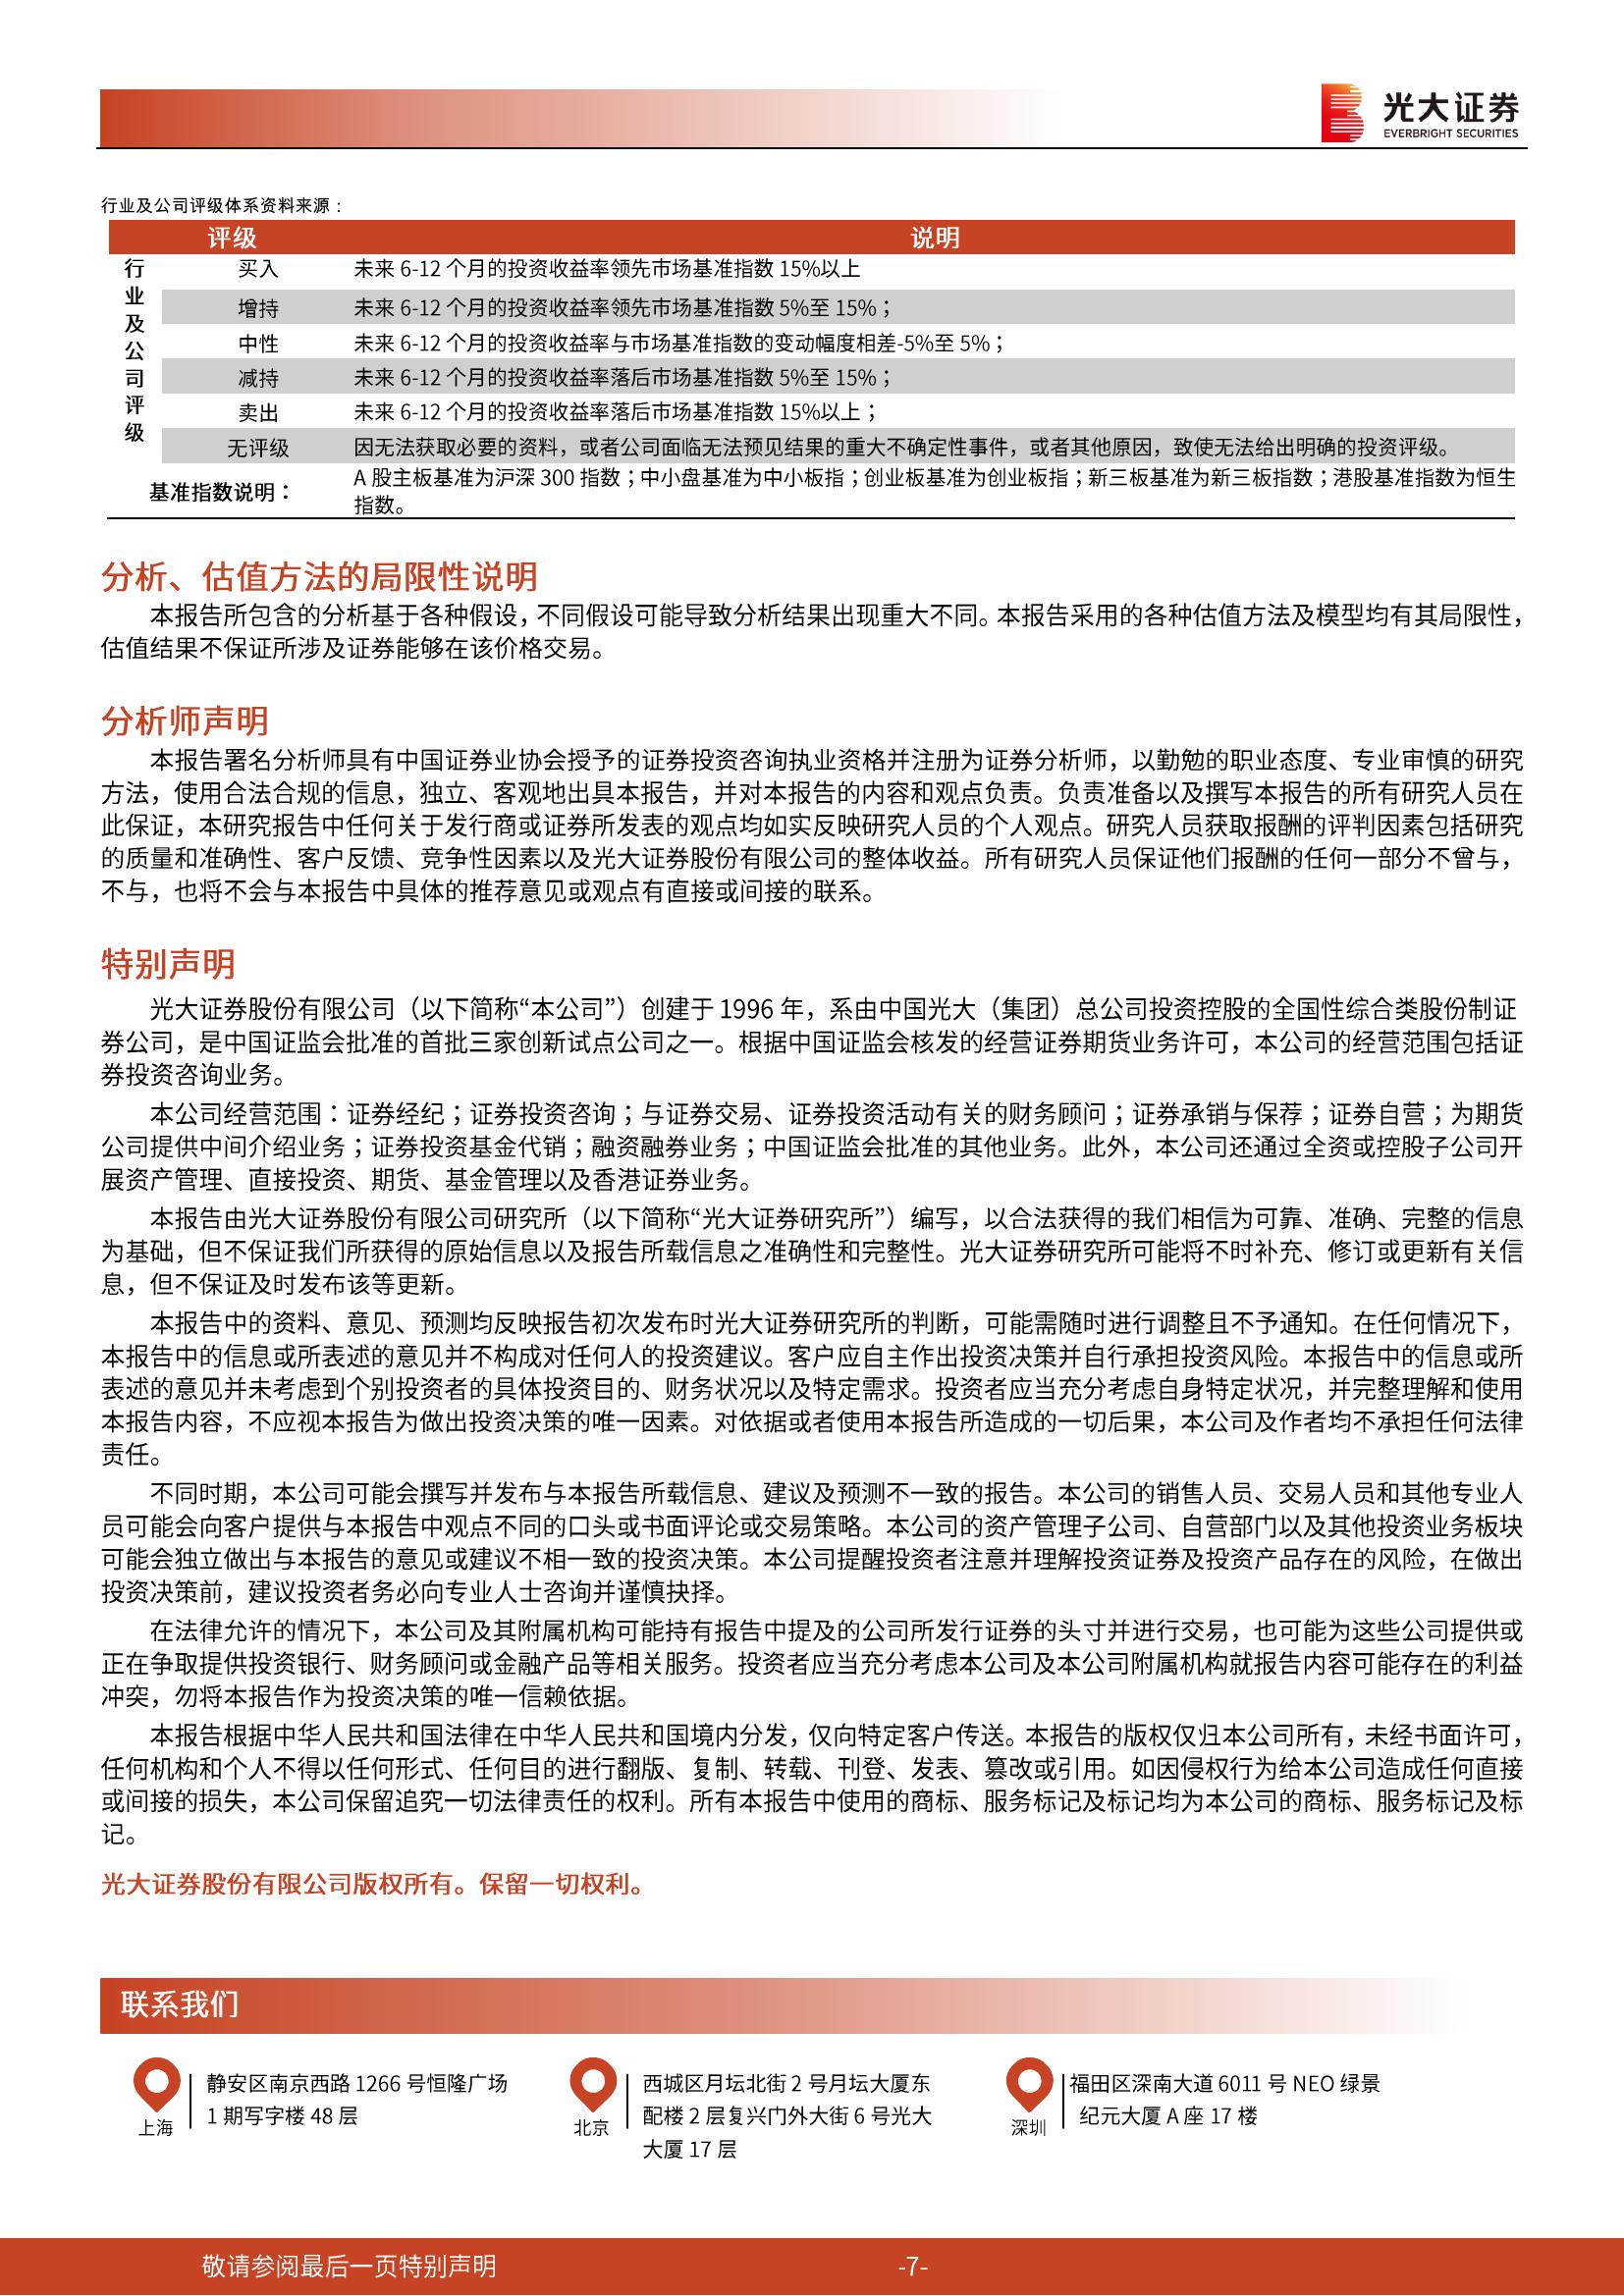 光大证券
EVERBRIGHT SECURITIES
行业及公司评级体系资料来源：
评级 说明
行业及公司评级
买入 未来 6-12 个月的投资收益率领先市场基准指数 15%以上
增持 未来 6-12 个月的投资收益率领先市场基准指数 5%至 15%；
中性 未来 6-12 个月的投资收益率与市场基准指数的变动幅度相差-5%至 5%；
减持 未来 6-12 个月的投资收益率落后市场基准指数 5%至 15%；
卖出 未来 6-12 个月的投资收益率落后市场基准指数 15%以上；
无评级 因无法获取必要的资料，或者公司面临无法预见结果的重大不确定性事件，或者其他原因，致使无法给出明确的投资评级。
基准指数说明： A 股主板基准为沪深 300 指数；中小盘基准为中小板指；创业板基准为创业板指；新三板基准为新三板指数；港股基准指数为恒生
指数。
分析、估值方法的局限性说明
本报告所包含的分析基于各种假设，不同假设可能导致分析结果出现重大不同。本报告采用的各种估值方法及模型均有其局限性，
估值结果不保证所涉及证券能够在该价格交易。
分析师声明
本报告署名分析师具有中国证券业协会授予的证券投资咨询执业资格并注册为证券分析师，以勤勉的职业态度、专业审慎的研究
方法，使用合法合规的信息，独立、客观地出具本报告，并对本报告的内容和观点负责。负责准备以及撰写本报告的所有研究人员在
此保证，本研究报告中任何关于发行商或证券所发表的观点均如实反映研究人员的个人观点。研究人员获取报酬的评判因素包括研究
的质量和准确性、客户反馈、竞争性因素以及光大证券股份有限公司的整体收益。所有研究人员保证他们报酬的任何一部分不曾与，
不与，也将不会与本报告中具体的推荐意见或观点有直接或间接的联系。
特别声明
光大证券股份有限公司（以下简称“本公司”）创建于 1996 年，系由中国光大（集团）总公司投资控股的全国性综合类股份制证
券公司，是中国证监会批准的首批三家创新试点公司之一。根据中国证监会核发的经营证券期货业务许可，本公司的经营范围包括证
券投资咨询业务。
本公司经营范围：证券经纪；证券投资咨询；与证券交易、证券投资活动有关的财务顾问；证券承销与保荐；证券自营；为期货
公司提供中间介绍业务；证券投资基金代销；融资融券业务；中国证监会批准的其他业务。此外，本公司还通过全资或控股子公司开
展资产管理、直接投资、期货、基金管理以及香港证券业务。
本报告由光大证券股份有限公司研究所（以下简称“光大证券研究所”）编写，以合法获得的我们相信为可靠、准确、完整的信息
为基础，但不保证我们所获得的原始信息以及报告所载信息之准确性和完整性。光大证券研究所可能将不时补充、修订或更新有关信
息，但不保证及时发布该等更新。
本报告中的资料、意见、预测均反映报告初次发布时光大证券研究所的判断，可能需随时进行调整且不予通知。在任何情况下，
本报告中的信息或所表述的意见并不构成对任何人的投资建议。客户应自主作出投资决策并自行承担投资风险。本报告中的信息或所
表述的意见并未考虑到个别投资者的具体投资目的、财务状况以及特定需求。投资者应当充分考虑自身特定状况，并完整理解和使用
本报告内容，不应视本报告为做出投资决策的唯一因素。对依据或者使用本报告所造成的一切后果，本公司及作者均不承担任何法律
责任。
不同时期，本公司可能会撰写并发布与本报告所载信息、建议及预测不一致的报告。本公司的销售人员、交易人员和其他专业人
员可能会向客户提供与本报告中观点不同的口头或书面评论或交易策略。本公司的资产管理子公司、自营部门以及其他投资业务板块
可能会独立做出与本报告的意见或建议不相一致的投资决策。本公司提醒投资者注意并理解投资证券及投资产品存在的风险，在做出
投资决策前，建议投资者务必向专业人士咨询并谨慎抉择。
在法律允许的情况下，本公司及其附属机构可能持有报告中提及的公司所发行证券的头寸并进行交易，也可能为这些公司提供或
正在争取提供投资银行、财务顾问或金融产品等相关服务。投资者应当充分考虑本公司及本公司附属机构就报告内容可能存在的利益
冲突，勿将本报告作为投资决策的唯一信赖依据。
本报告根据中华人民共和国法律在中华人民共和国境内分发，仅向特定客户传送。本报告的版权仅归本公司所有，未经书面许可，
任何机构和个人不得以任何形式、任何目的进行翻版、复制、转载、刊登、发表、篡改或引用。如因侵权行为给本公司造成任何直接
或间接的损失，本公司保留追究一切法律责任的权利。所有本报告中使用的商标、服务标记及标记均为本公司的商标、服务标记及标
记。
光大证券股份有限公司版权所有。保留一切权利。
联系我们
上海
静安区南京西路 1266 号恒隆广场
1 期写字楼 48 层
北京
西城区月坛北街 2 号月坛大厦东
配楼 2 层复兴门外大街 6 号光大
大厦 17 层
深圳
福田区深南大道 6011 号 NEO 绿景
纪元大厦 A 座 17 楼
敬请参阅最后一页特别声明 -7-